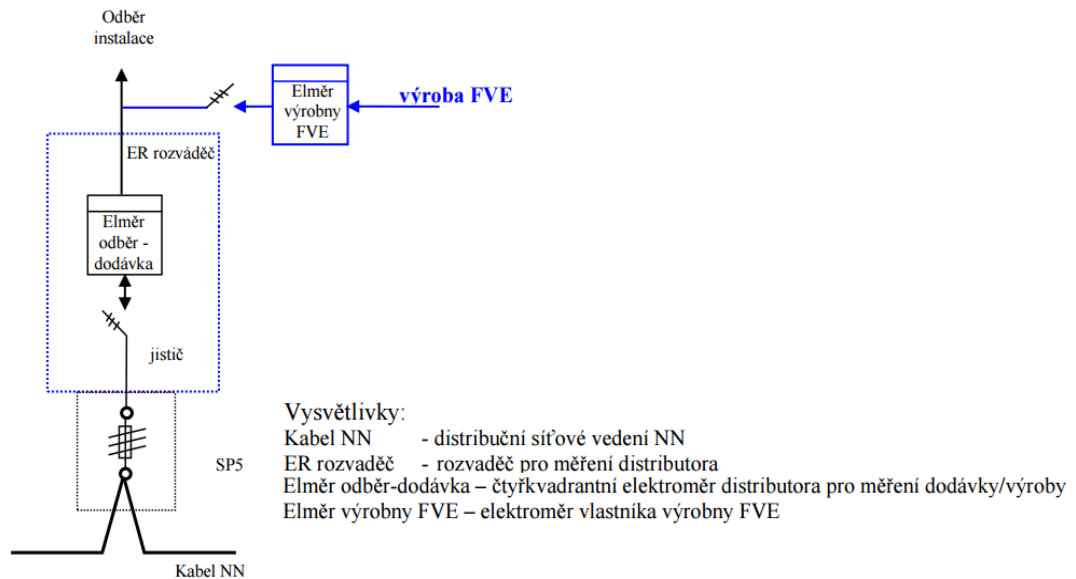 Odběr
instalace
Elměr
výrobny
FVE
výroba FVE
ER rozváděč
Elměr
odběr -
dodávka
jistič
SP5
Kabel NN
Vysvětlivky:
Kabel NN - distribuční síťové vedení NN
ER rozvaděč - rozvaděč pro měření distributora
Elměr odběr-dodávka – čtyřkvadrantní elektroměr distributora pro měření dodávky/výroby
Elměr výrobny FVE – elektroměr vlastníka výrobny FVE